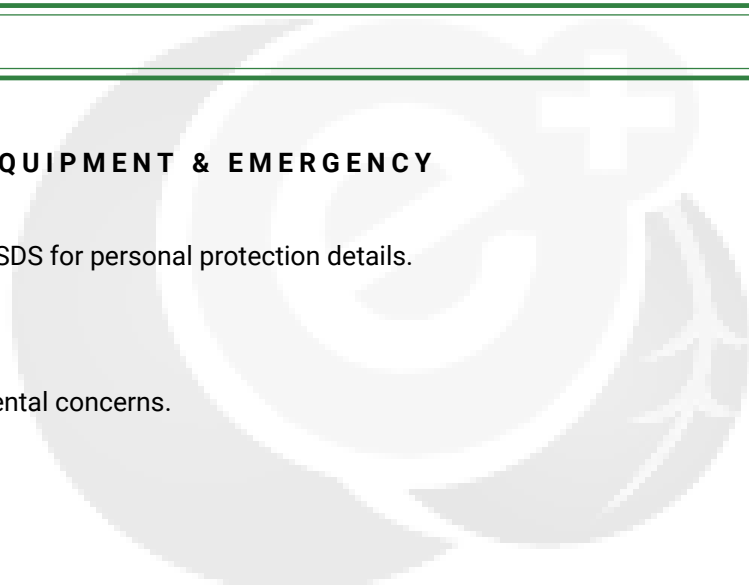 QUIPMENT & EMERGENCY
SDS for personal protection details.
ental concerns.